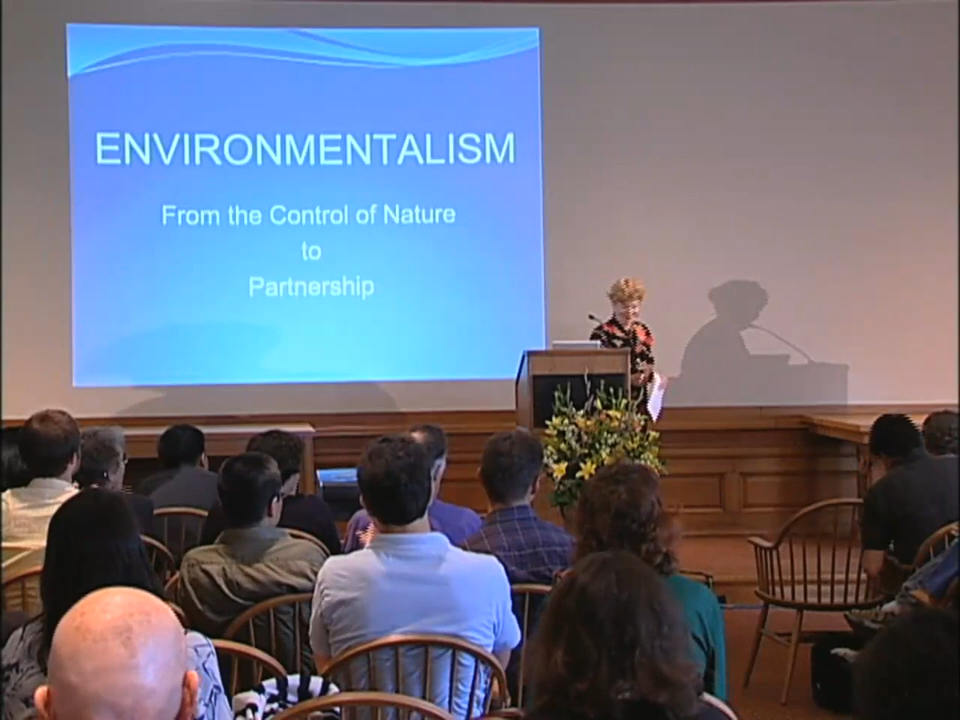 ENVIRONMENTALISM
From the Control of Nature
to
Partnership